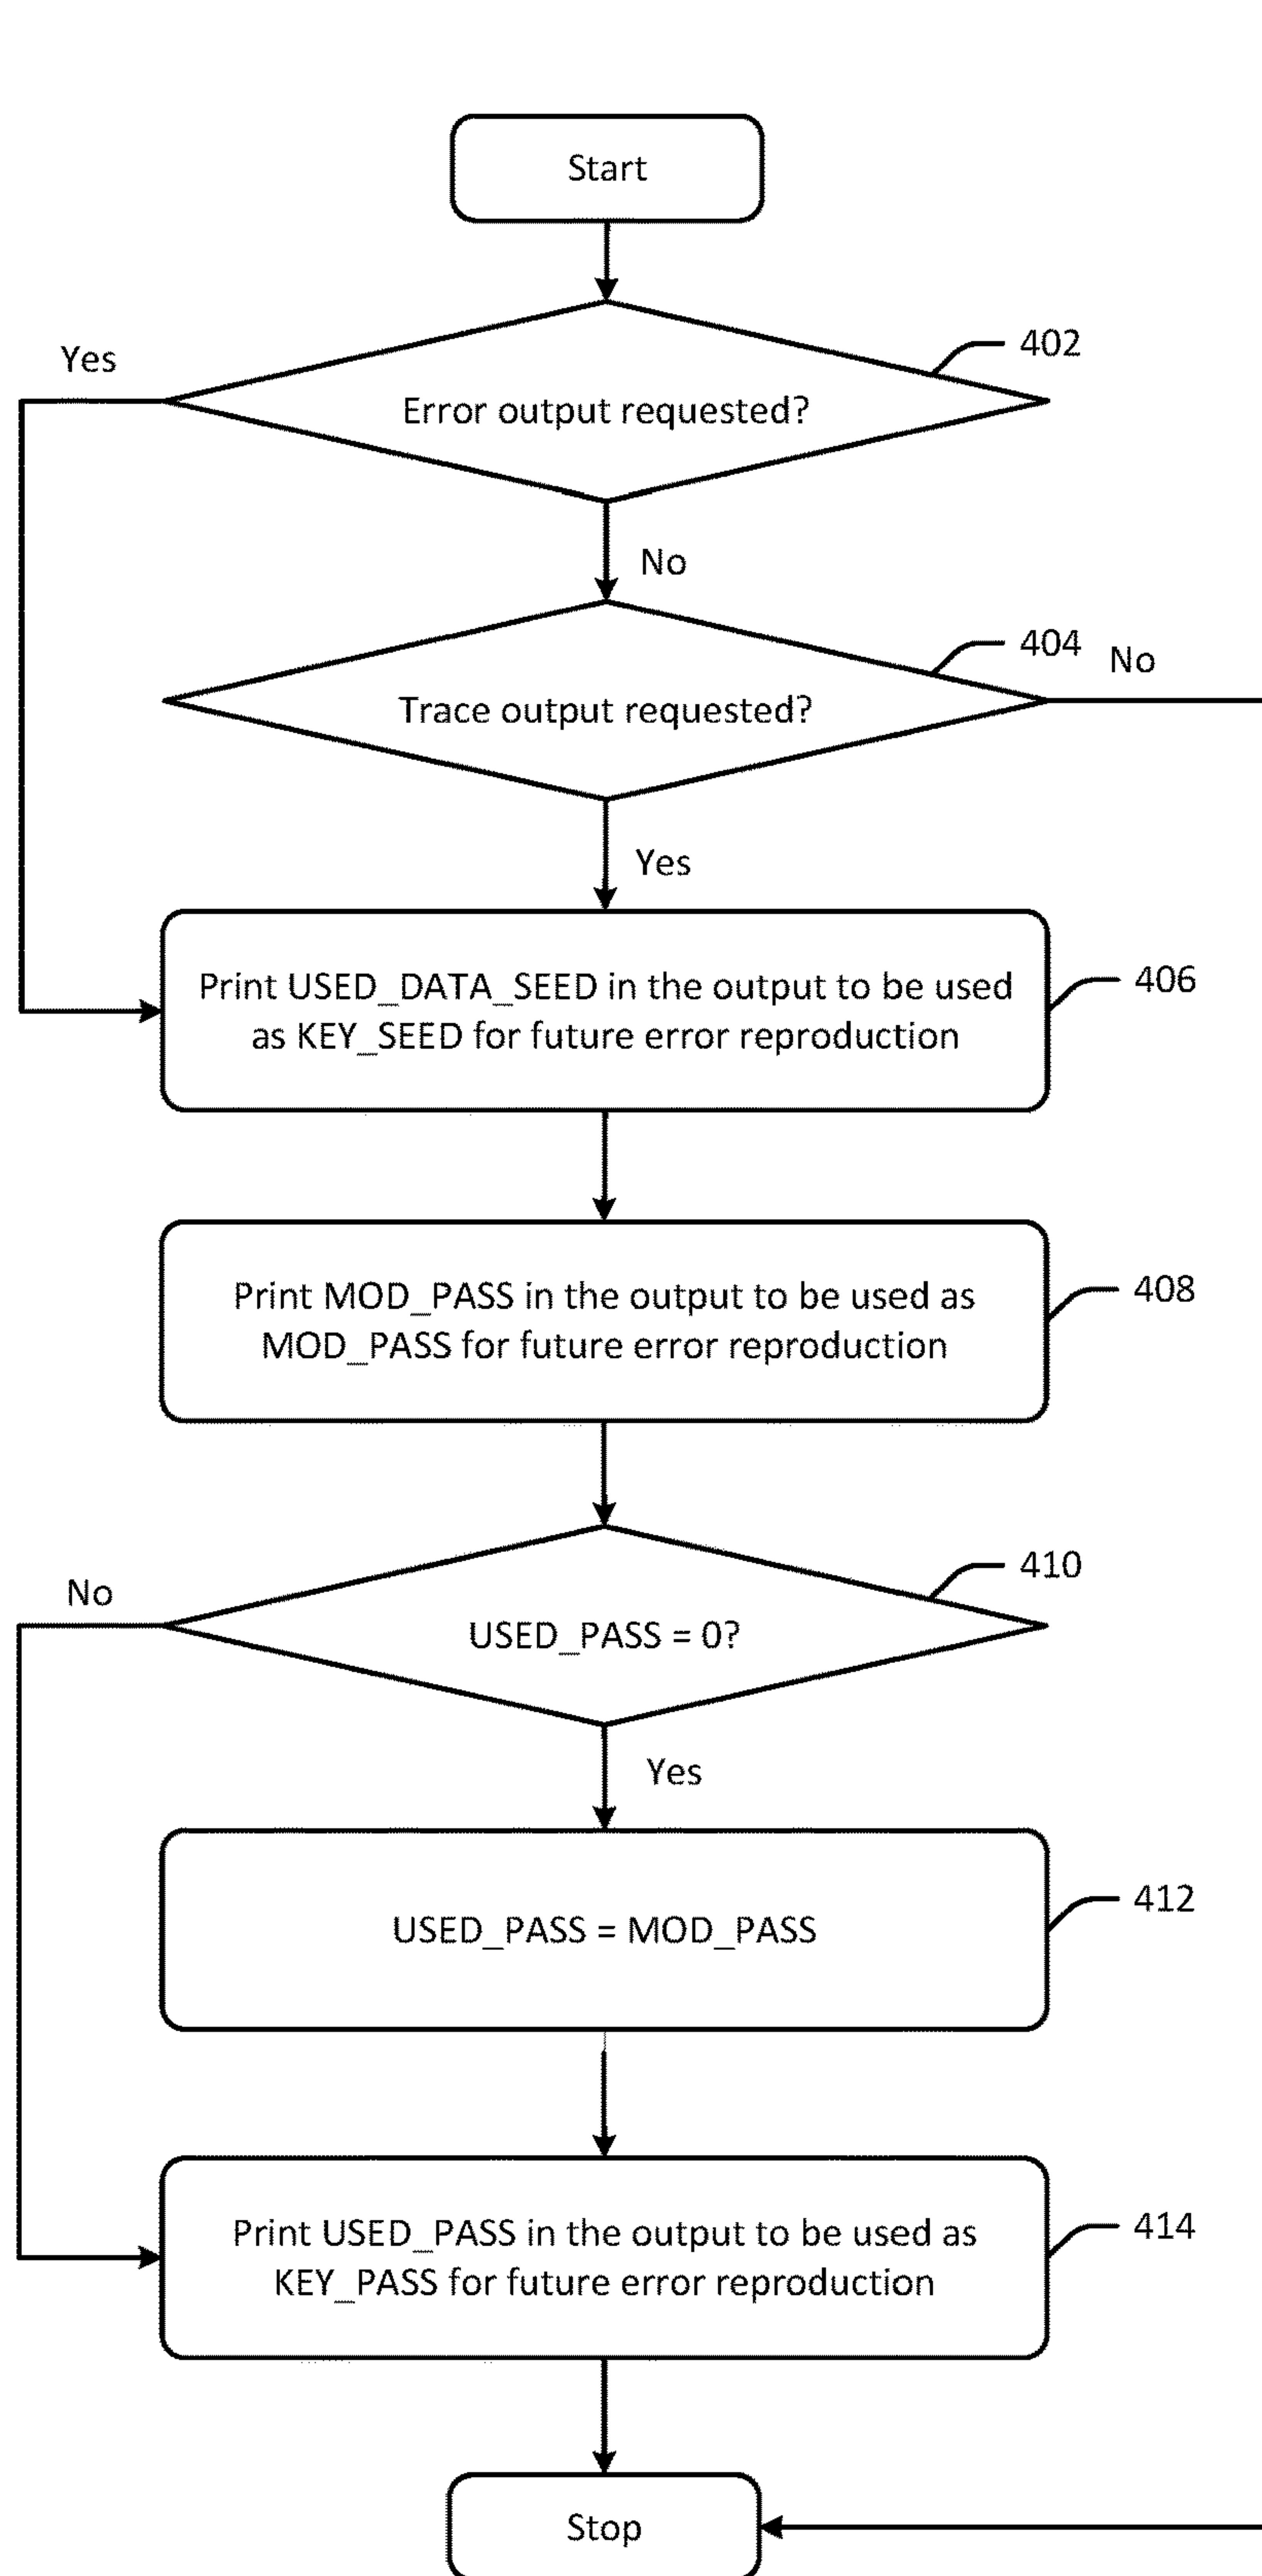 Start
402
Yes
Error output requested?
No
404
No
Trace output requested?
Yes
406
Print USED_DATA_SEED in the output to be used
as KEY_SEED for future error reproduction
408
Print MOD_PASS in the output to be used as
MOD_PASS for future error reproduction
410
No
USED_PASS = 0?
Yes
412
USED_PASS = MOD_PASS
414
Print USED_PASS in the output to be used as
KEY_PASS for future error reproduction
Stop